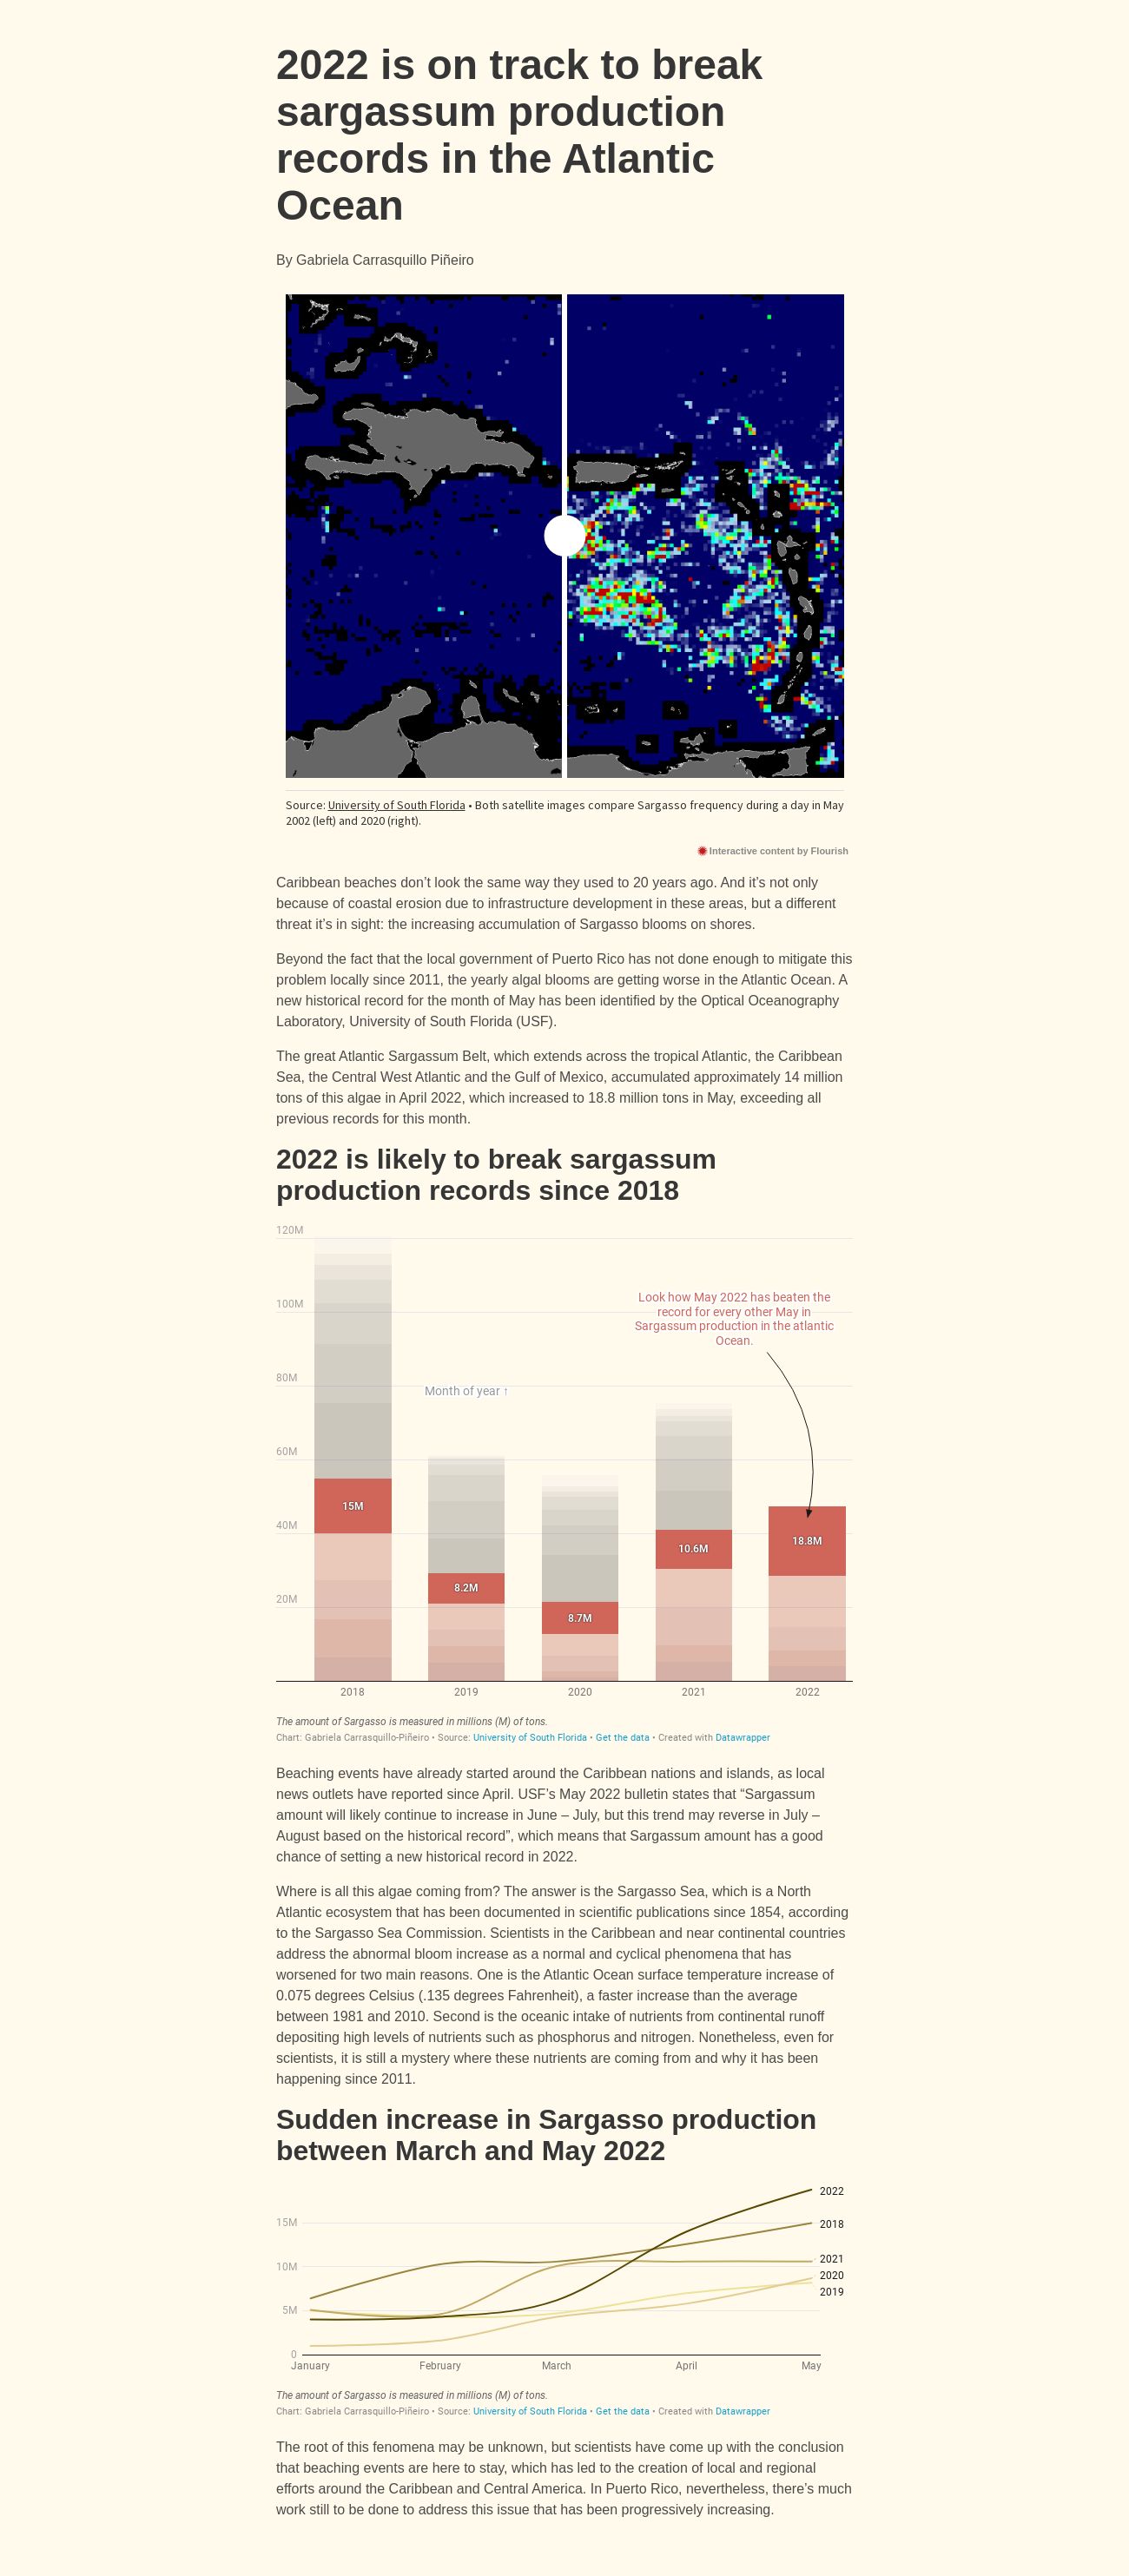 2022 is on track to break
sargassum production
records in the Atlantic
Ocean
By Gabriela Carrasquillo Piñeiro
Source: University of South Florida • Both satellite images compare Sargasso frequency during a day in May
2002 (left) and 2020 (right).
Interactive content by Flourish
Caribbean beaches don’t look the same way they used to 20 years ago. And it’s not only
because of coastal erosion due to infrastructure development in these areas, but a different
threat it’s in sight: the increasing accumulation of Sargasso blooms on shores.
Beyond the fact that the local government of Puerto Rico has not done enough to mitigate this
problem locally since 2011, the yearly algal blooms are getting worse in the Atlantic Ocean. A
new historical record for the month of May has been identified by the Optical Oceanography
Laboratory, University of South Florida (USF).
The great Atlantic Sargassum Belt, which extends across the tropical Atlantic, the Caribbean
Sea, the Central West Atlantic and the Gulf of Mexico, accumulated approximately 14 million
tons of this algae in April 2022, which increased to 18.8 million tons in May, exceeding all
previous records for this month.
2022 is likely to break sargassum
production records since 2018
120M
100M
80M
60M
40M
20M
Look how May 2022 has beaten the
record for every other May in
Sargassum production in the atlantic
Ocean.
Month of year ↑
15M
8.2M
8.7M
10.6M
18.8M
2018
2019
2020
2021
2022
The amount of Sargasso is measured in millions (M) of tons.
Chart: Gabriela Carrasquillo-Piñeiro • Source: University of South Florida • Get the data • Created with Datawrapper
Beaching events have already started around the Caribbean nations and islands, as local
news outlets have reported since April. USF’s May 2022 bulletin states that “Sargassum
amount will likely continue to increase in June – July, but this trend may reverse in July –
August based on the historical record”, which means that Sargassum amount has a good
chance of setting a new historical record in 2022.
Where is all this algae coming from? The answer is the Sargasso Sea, which is a North
Atlantic ecosystem that has been documented in scientific publications since 1854, according
to the Sargasso Sea Commission. Scientists in the Caribbean and near continental countries
address the abnormal bloom increase as a normal and cyclical phenomena that has
worsened for two main reasons. One is the Atlantic Ocean surface temperature increase of
0.075 degrees Celsius (.135 degrees Fahrenheit), a faster increase than the average
between 1981 and 2010. Second is the oceanic intake of nutrients from continental runoff
depositing high levels of nutrients such as phosphorus and nitrogen. Nonetheless, even for
scientists, it is still a mystery where these nutrients are coming from and why it has been
happening since 2011.
Sudden increase in Sargasso production
between March and May 2022
15M
10M
5M
0
2022
2018
2021
2020
2019
January
February
March
April
May
The amount of Sargasso is measured in millions (M) of tons.
Chart: Gabriela Carrasquillo-Piñeiro • Source: University of South Florida • Get the data • Created with Datawrapper
The root of this fenomena may be unknown, but scientists have come up with the conclusion
that beaching events are here to stay, which has led to the creation of local and regional
efforts around the Caribbean and Central America. In Puerto Rico, nevertheless, there’s much
work still to be done to address this issue that has been progressively increasing.